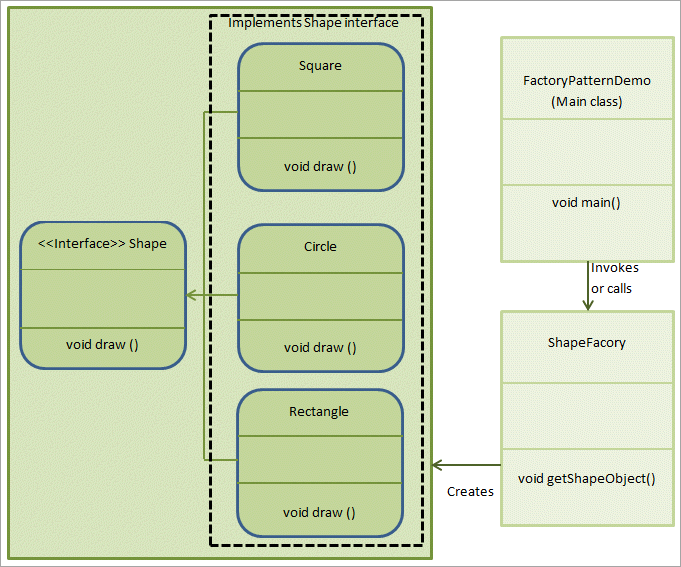 Implements Shape interface
Square
void draw ()
<<Interface>> Shape
void draw ()
Circle
void draw ()
Rectangle
void draw ()
FactoryPatternDemo
(Main class)
void main()
Invokes
or calls
ShapeFacory
void getShapeObject()
Creates